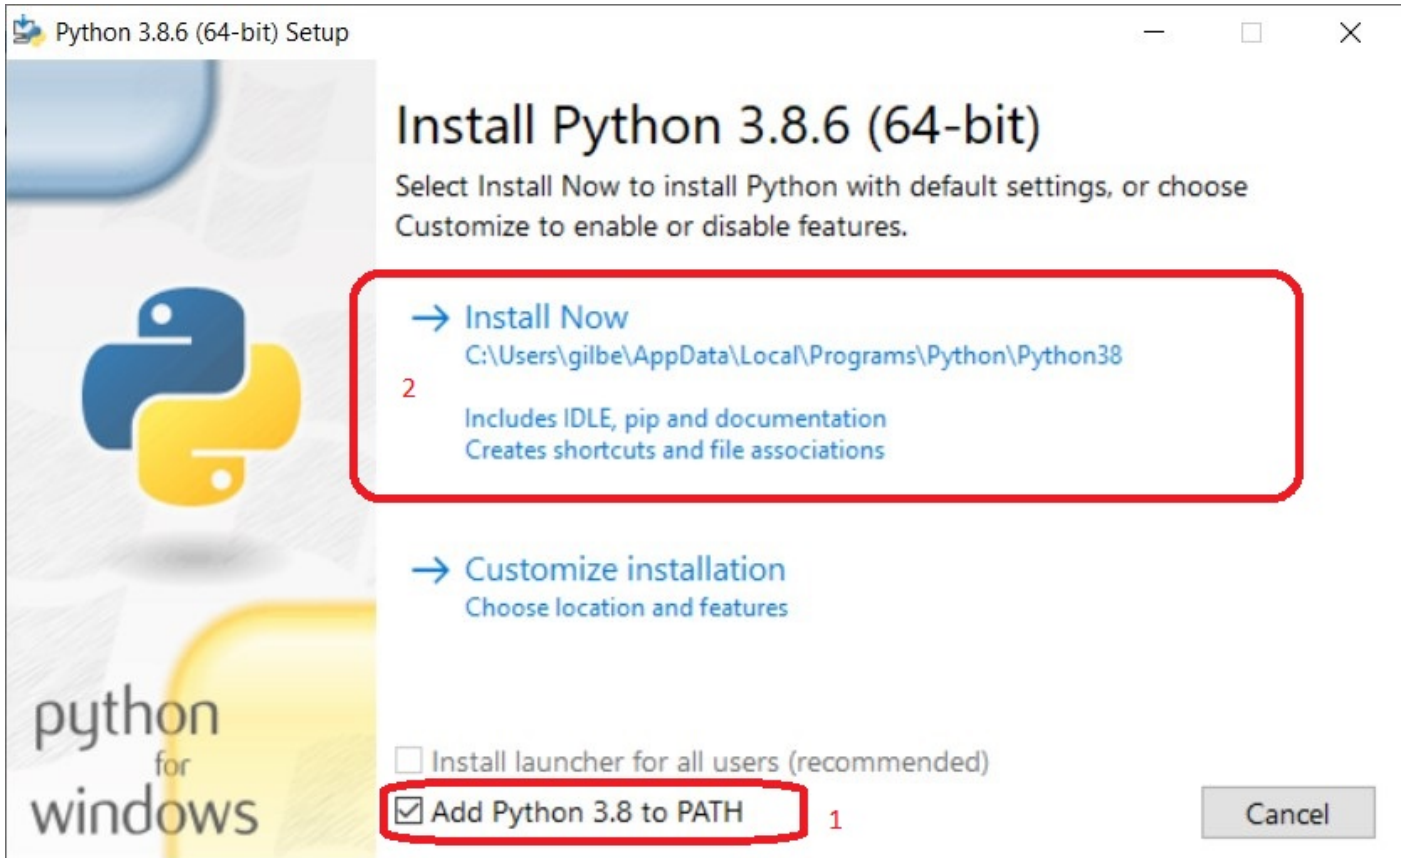 Python 3.8.6 (64-bit) Setup
Install Python 3.8.6 (64-bit)
Select Install Now to install Python with default settings, or choose
Customize to enable or disable features.
Install Now
C:\Users\gilbe\AppData\Local\Programs\Python\Python38
2
Includes IDLE, pip and documentation
Creates shortcuts and file associations
Customize installation
Choose location and features
python
for
windows
Install launcher for all users (recommended)
Add Python 3.8 to PATH
1
Cancel